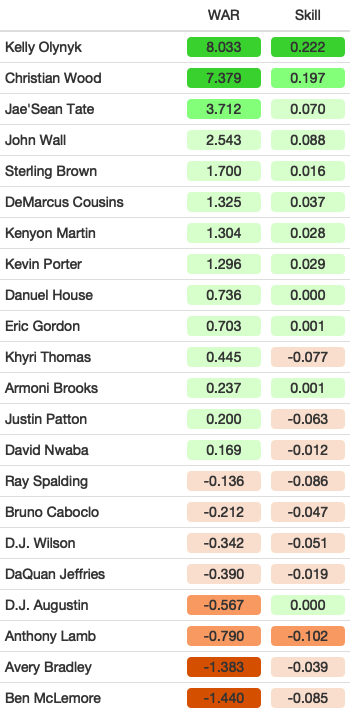 WAR Skill
Kelly Olynyk 8.033 0.222
Christian Wood 7.379 0.197
Jae'Sean Tate 3.712 0.070
John Wall 2.543 0.088
Sterling Brown 1.700 0.016
DeMarcus Cousins 1.325 0.037
Kenyon Martin 1.304 0.028
Kevin Porter 1.296 0.029
Danuel House 0.736 0.000
Eric Gordon 0.703 0.001
Khyri Thomas 0.445 -0.077
Armoni Brooks 0.237 0.001
Justin Patton 0.200 -0.063
David Nwaba 0.169 -0.012
Ray Spalding -0.136 -0.086
Bruno Caboclo -0.212 -0.047
D.J. Wilson -0.342 -0.051
DaQuan Jeffries -0.390 -0.019
D.J. Augustin -0.567 0.000
Anthony Lamb -0.790 -0.102
Avery Bradley -1.383 -0.039
Ben McLemore -1.440 -0.085